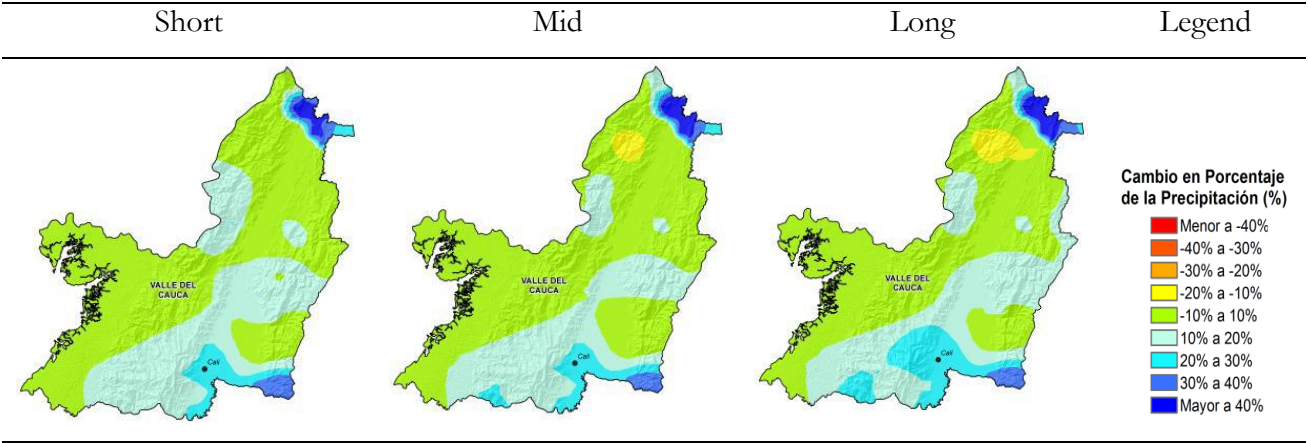 Short Mid Long Legend
VALLE DEL
CAUCA
Cali
VALLE DEL
CAUCA
Cali
VALLE DEL
CAUCA
Cali
Cambio en Porcentaje
de la Precipitación (%)
Menor a -40%
-40% a -30%
-30% a -20%
-20% a -10%
-10% a 10%
10% a 20%
20% a 30%
30% a 40%
Mayor a 40%